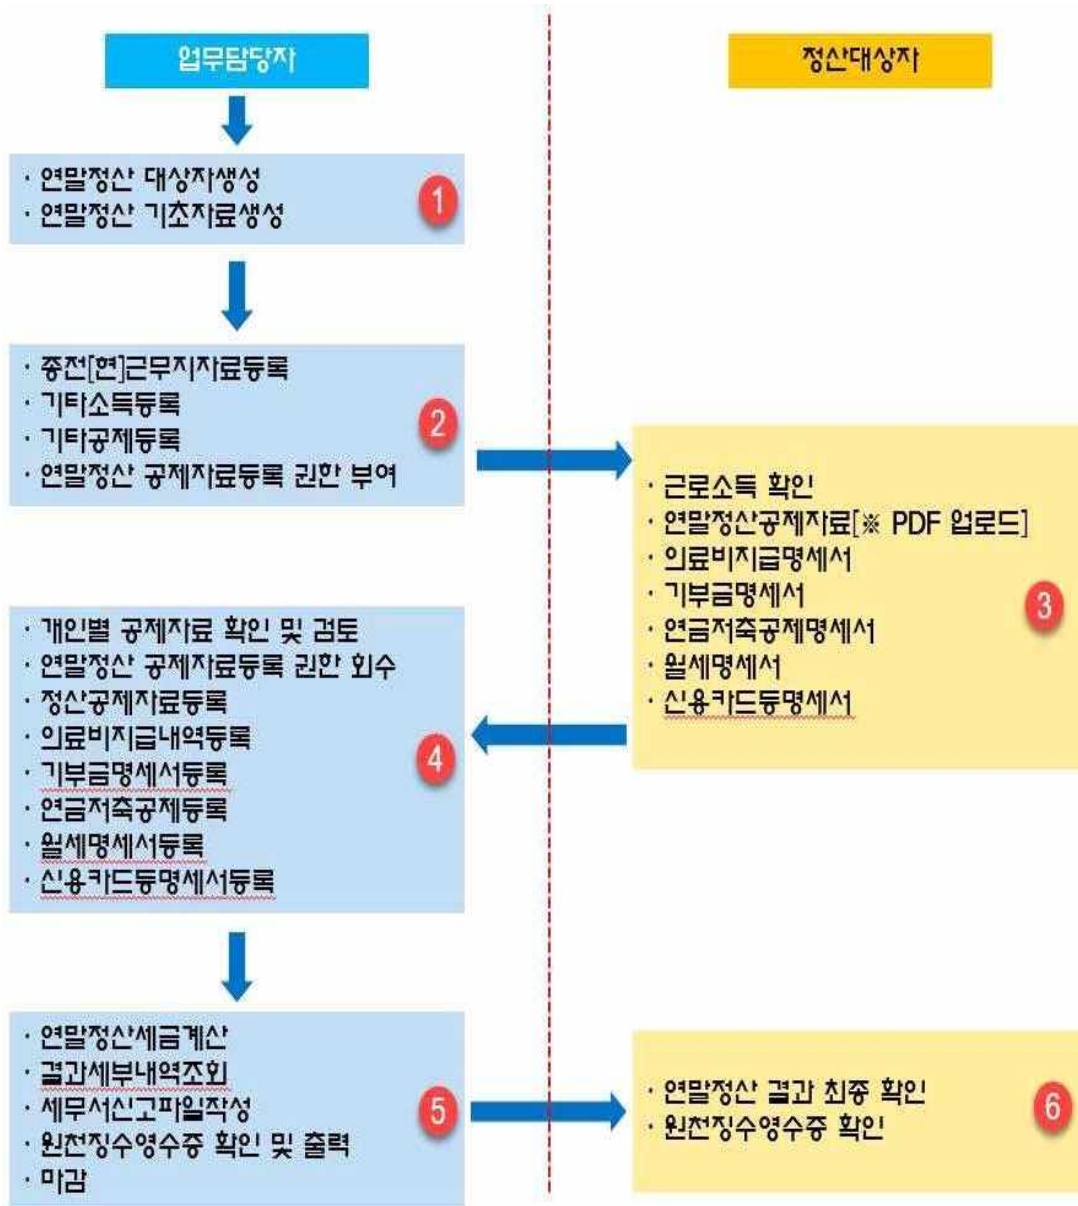 업무담당자
정산대상자
· 연말정산 대상자생성
· 연말정산 기초자료생성
1
· 종전[현]근무지자료등록
· 기타소득등록
· 기타공제등록
· 연말정산 공제자료등록 권한 부여
2
· 근로소득 확인
· 연말정산공제자료[※ PDF 업로드]
· 의료비지급명세서
· 기부금명세서
· 연금저축공제명세서
· 월세명세서
· 신용카드등명세서
3
· 개인별 공제자료 확인 및 검토
· 연말정산 공제자료등록 권한 회수
· 정산공제자료등록
· 의료비지급내역등록
· 기부금명세서등록
· 연금저축공제등록
· 월세명세서등록
· 신용카드등명세서등록
4
· 연말정산세금계산
· 결과세부내역조회
· 세무서신고파일작성
· 원천징수영수증 확인 및 출력
· 마감
5
· 연말정산 결과 최종 확인
· 원천징수영수증 확인
6